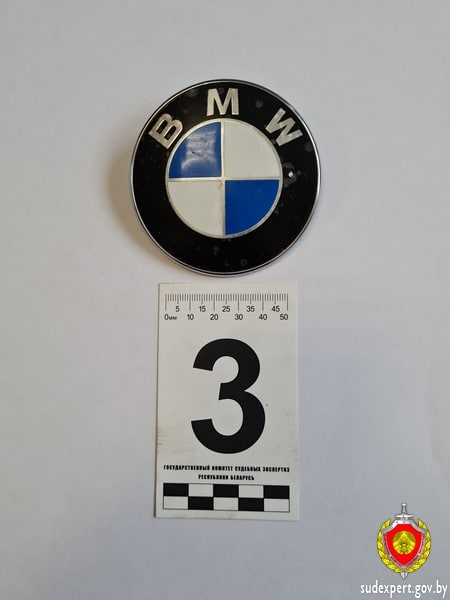 BMW
5 15 25 35 45
0мм 10 20 30 40 50
3
ГОСУДАРСТВЕННЫЙ КОМИТЕТ СУДЕБНЫХ ЭКСПЕРТИЗ
РЕСПУБЛИКИ БЕЛАРУСЬ
sudexpert.gov.by